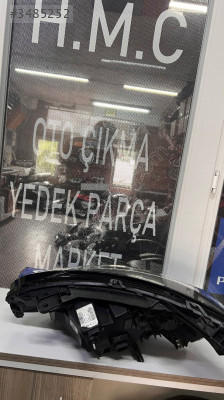 #3485252
H.M.C
OTO ÇIKMA
YEDEK PARÇA
MARKET
P